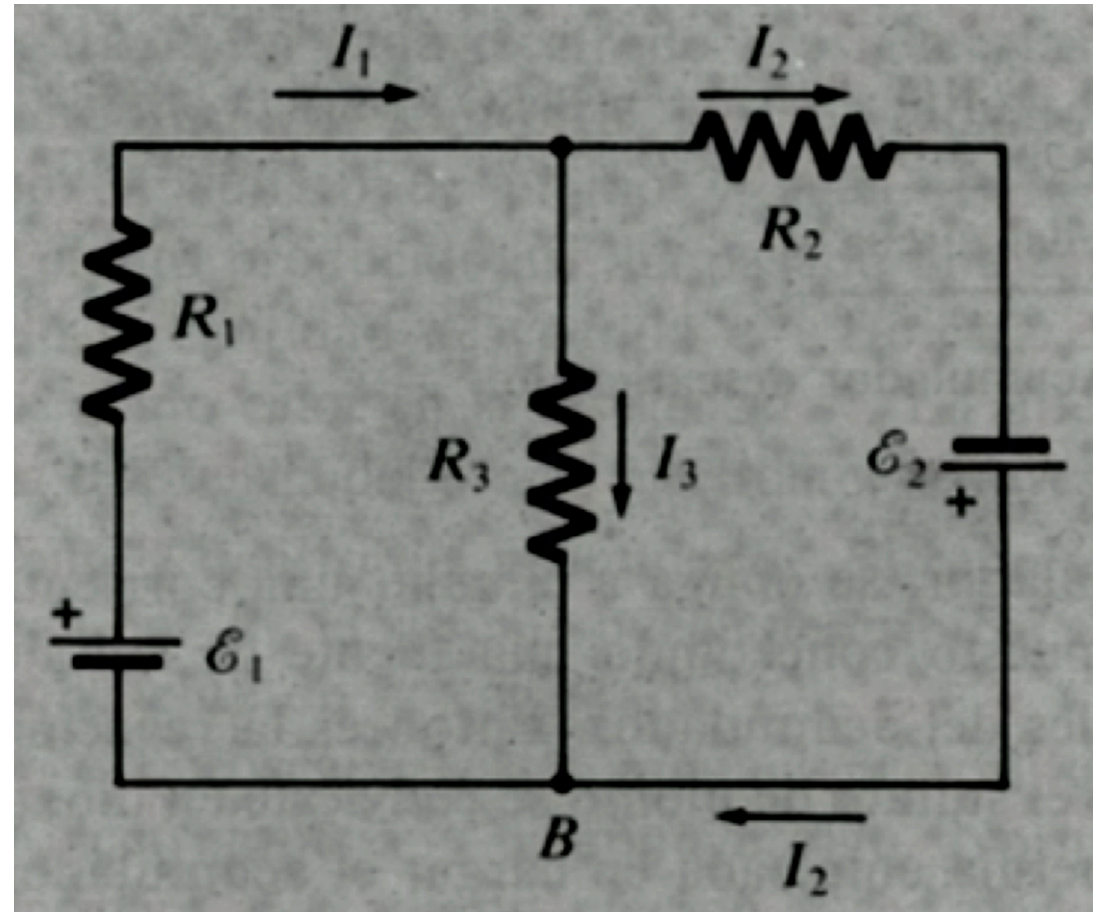 I₁
I₂
R₂
R₁
R₃
I₃
ℰ₂
+
+
ℰ₁
B
I₂